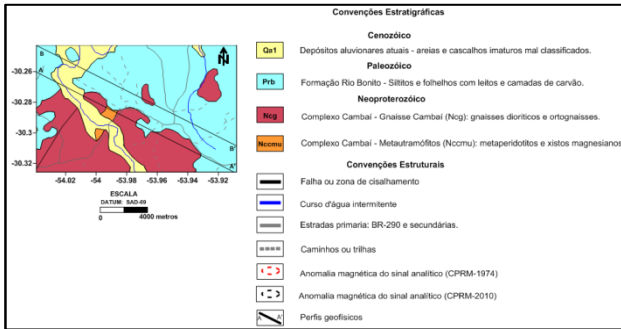 Convenções Estratigráficas
Cenozóico
Qa1 Depósitos aluvionares atuais - areias e cascalhos imaturos mal classificados.
Paleozóico
Prb Formação Rio Bonito - Siltitos e folhelhos com leitos e camadas de carvão.
Neoproterozóico
Ncg Complexo Cambaí - Gnaisse Cambaí (Ncg): gnaisses dioríticos e ortognaisses.
Nccmu Complexo Cambaí - Metautramófitos (Nccmu): metaperidotitos e xistos magnesianos
Convenções Estruturais
Falha ou zona de cisalhamento
Curso d'água intermitente
Estradas primaria: BR-290 e secundárias.
Caminhos ou trilhas
Anomalia magnética do sinal analítico (CPRM-1974)
Anomalia magnética do sinal analítico (CPRM-2010)
A A' Perfis geofísicos
B
N
-30.26
A
-30.28
-30.3
B'
-30.32
A'
-54.02 -54 -53.98 -53.96 -53.94 -53.92
ESCALA
DATUM: SAD-69
0 4000 metros